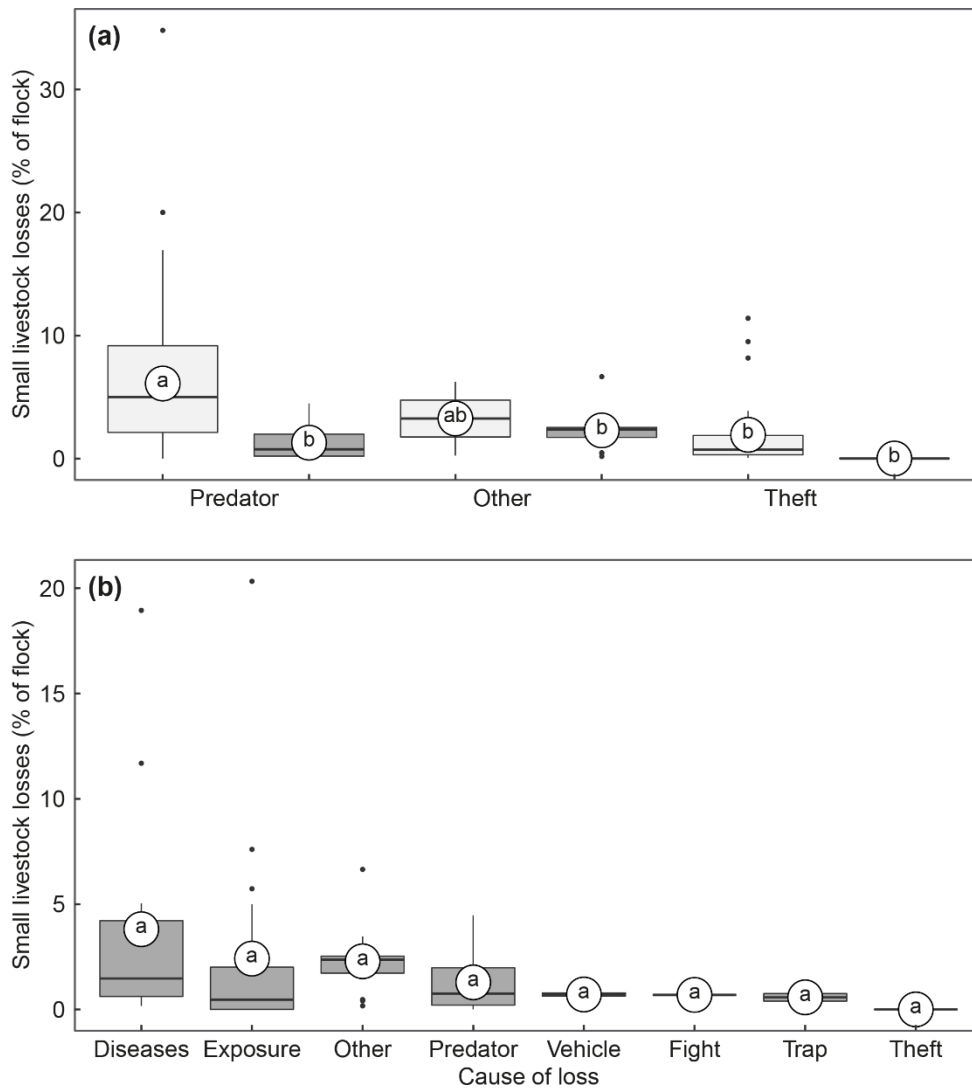 (a)
Small livestock losses (% of flock)
30
20
10
0
a
b
ab
b
b
b
Predator
Other
Theft
(b)
Small livestock losses (% of flock)
20
15
10
5
0
a
a
a
a
a
a
a
a
Diseases
Exposure
Other
Predator
Vehicle
Fight
Trap
Theft
Cause of loss